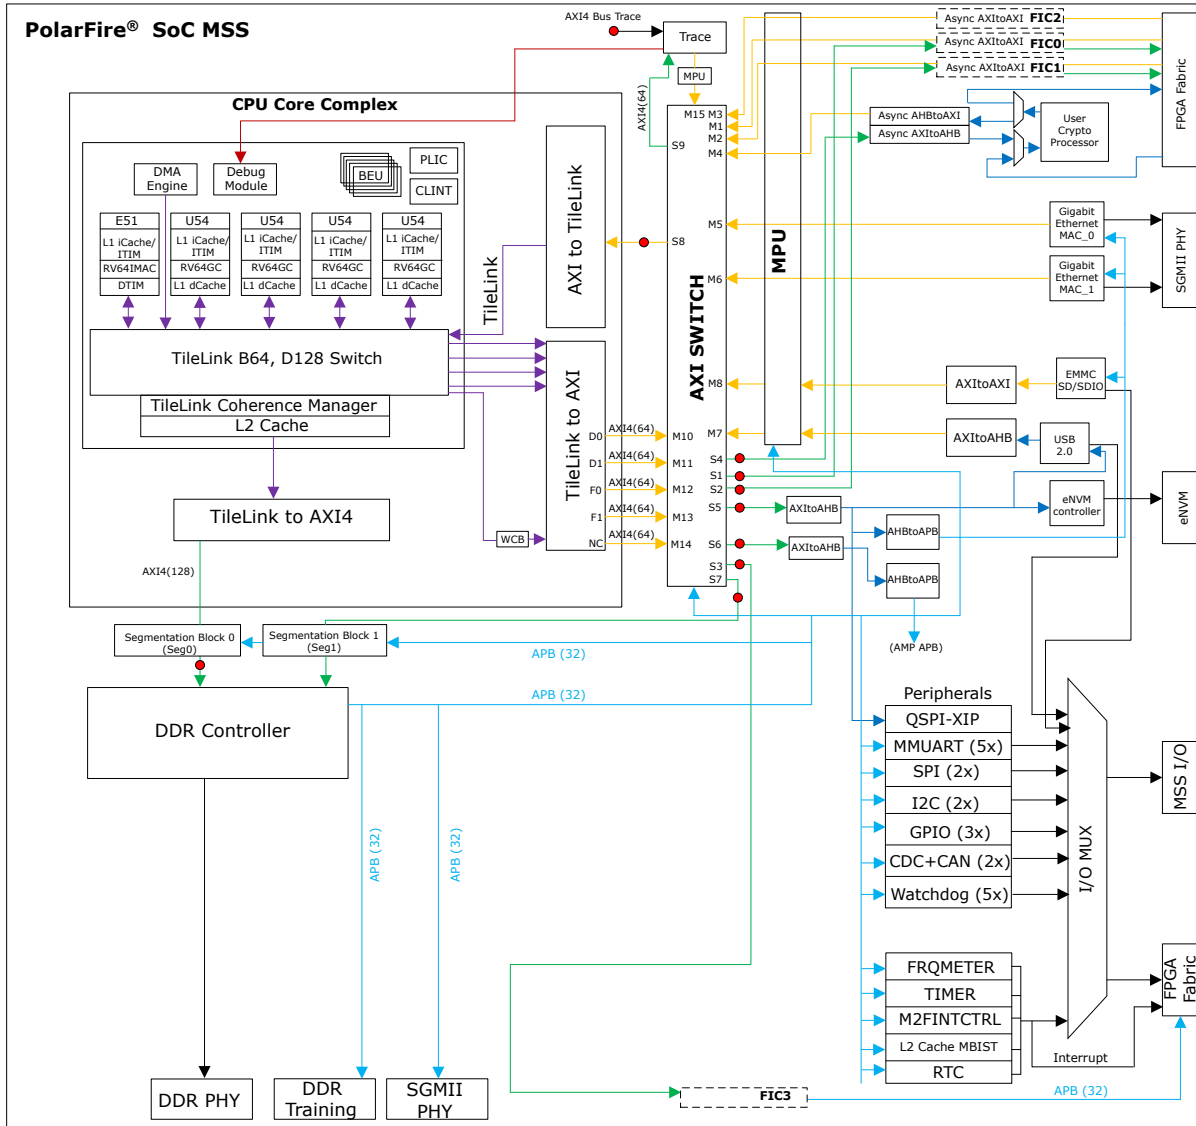 PolarFire® SoC MSS
AXI4 Bus Trace
Trace
MPU
AXI4(64)
Async AXItoAXI FIC2
Async AXItoAXI FIC0
Async AXItoAXI FIC1
FPGA Fabric
Async AHBtoAXI
Async AXItoAHB
User
Crypto
Processor
CPU Core Complex
DMA
Engine
Debug
Module
BEU
PLIC
CLINT
E51
L1 iCache/
ITIM
RV64IMAC
DTIM
U54
L1 iCache/
ITIM
RV64GC
L1 dCache
U54
L1 iCache/
ITIM
RV64GC
L1 dCache
U54
L1 iCache/
ITIM
RV64GC
L1 dCache
U54
L1 iCache/
ITIM
RV64GC
L1 dCache
TileLink
AXI to TileLink
TileLink B64, D128 Switch
TileLink Coherence Manager
L2 Cache
TileLink to AXI4
AXI4(128)
TileLink to AXI
WCB
D0
D1
F0
F1
NC
AXI4(64)
AXI4(64)
AXI4(64)
AXI4(64)
AXI4(64)
AXI SWITCH
M15
M3
M1
M2
M4
S9
M5
S8
M6
M8
M7
M10
M11
M12
M13
M14
S4
S1
S2
S5
S6
S3
S7
MPU
Gigabit
Ethernet
MAC_0
Gigabit
Ethernet
MAC_1
SGMII PHY
AXItoAXI
EMMC
SD/SDIO
AXItoAHB
USB
2.0
AXItoAHB
eNVM
controller
eNVM
AHBtoAPB
AXItoAHB
AHBtoAPB
(AMP APB)
Segmentation Block 0
(Seg0)
Segmentation Block 1
(Seg1)
APB (32)
APB (32)
DDR Controller
APB (32)
APB (32)
DDR PHY
DDR
Training
SGMII
PHY
Peripherals
QSPI-XIP
MMUART (5x)
SPI (2x)
I2C (2x)
GPIO (3x)
CDC+CAN (2x)
Watchdog (5x)
I/O MUX
MSS I/O
FRQMETER
TIMER
M2FINTCTRL
L2 Cache MBIST
RTC
Interrupt
FPGA
Fabric
FIC3
APB (32)